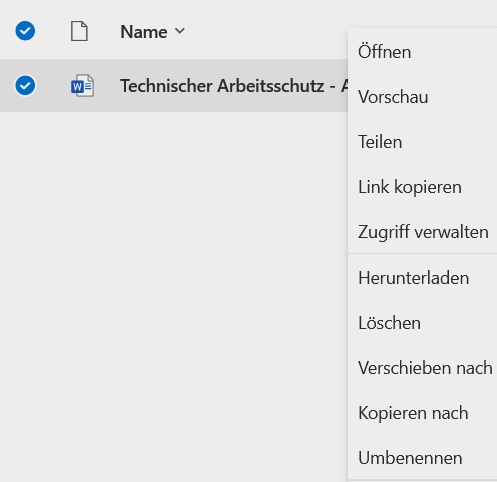 Name
Öffnen
Technischer Arbeitsschutz -
Vorschau
Teilen
Link kopieren
Zugriff verwalten
Herunterladen
Löschen
Verschieben nach
Kopieren nach
Umbenennen